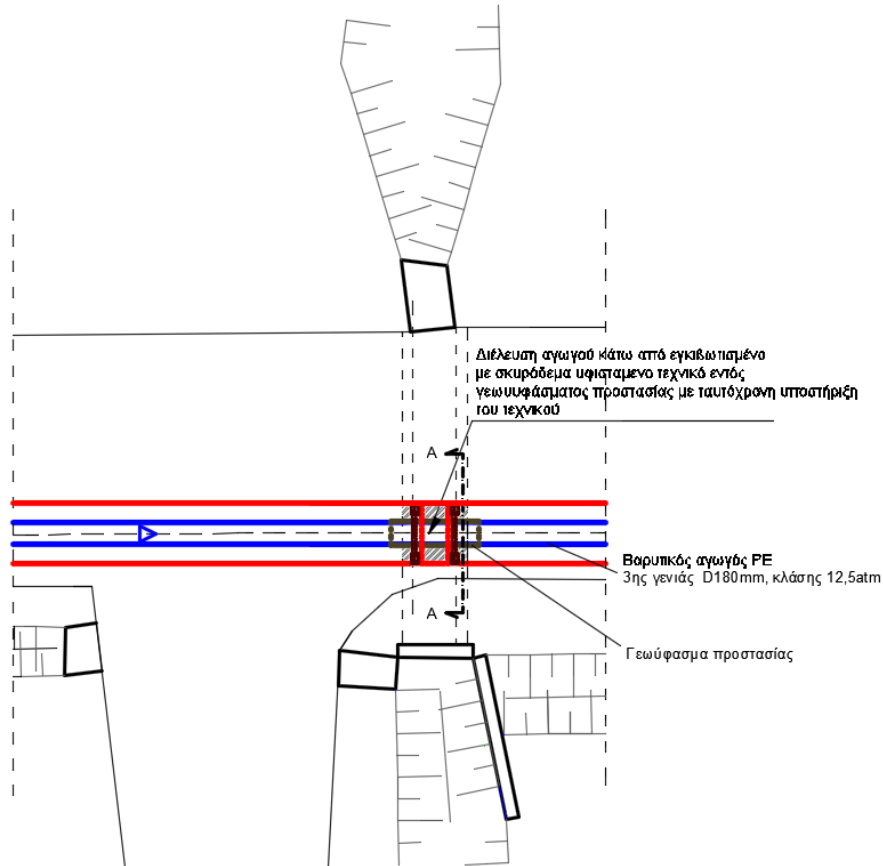 Διέλευση αγωγού κάτω από εγκιβωτισμένο
με σκυρόδεμα υφισταμενο τεχνικό εντός
γεωυφάσματος προστασίας με ταυτόχρονη υποστήριξη
του τεχνικού
A
Βαρυτικός αγωγός PE
3ης γενιάς D180mm, κλάσης 12,5atm
A
Γεωύφασμα προστασίας